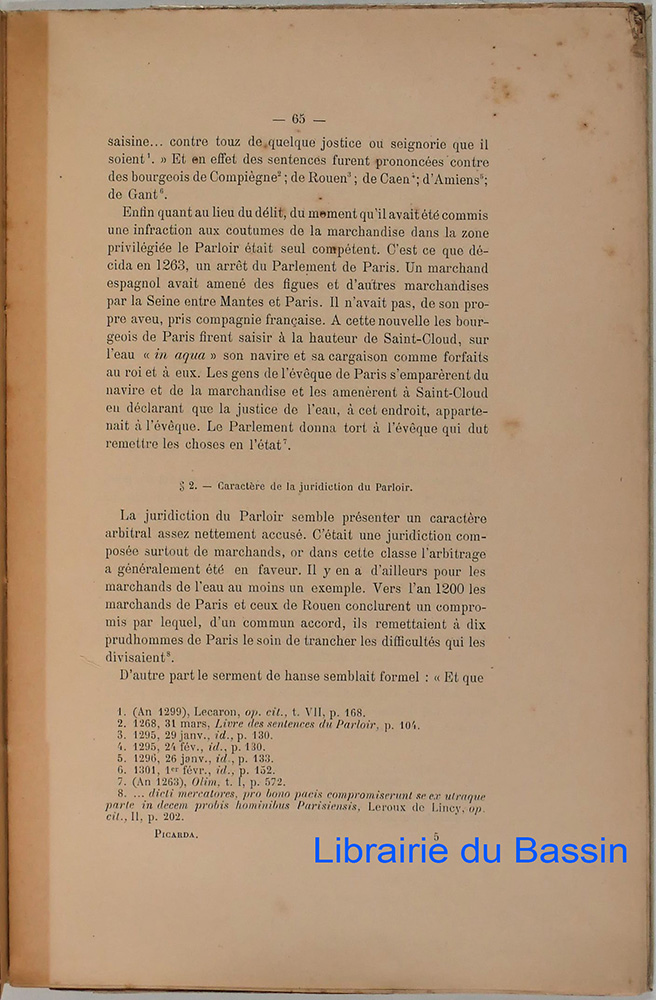 — 65 —
saisine... contre touz de quelque jostice ou seignorie que il
soient¹. » Et en effet des sentences furent prononcées contre
des bourgeois de Compiègne² ; de Rouen³ ; de Caen⁴; d'Amiens⁵;
de Gant⁶.
Enfin quant au lieu du délit, du moment qu'il avait été commis
une infraction aux coutumes de la marchandise dans la zone
privilégiée le Parloir était seul compétent. C'est ce que dé-
cida en 1263, un arrêt du Parlement de Paris. Un marchand
espagnol avait amené des figues et d'autres marchandises
par la Seine entre Mantes et Paris. Il n'avait pas, de son pro-
pre aveu, pris compagnie française. A cette nouvelle les bour-
geois de Paris firent saisir à la hauteur de Saint-Cloud, sur
l'eau « in aqua » son navire et sa cargaison comme forfaits
au roi et à eux. Les gens de l'évêque de Paris s'emparèrent du
navire et de la marchandise et les amenèrent à Saint-Cloud
en déclarant que la justice de l'eau, à cet endroit, apparte-
nait à l'évêque. Le Parlement donna tort à l'évêque qui dut
remettre les choses en l'état⁷.
§ 2. — Caractère de la juridiction du Parloir.
La juridiction du Parloir semble présenter un caractère
arbitral assez nettement accusé. C'était une juridiction com-
posée surtout de marchands, or dans cette classe l'arbitrage
a généralement été en faveur. Il y en a d'ailleurs pour les
marchands de l'eau au moins un exemple. Vers l'an 1200 les
marchands de Paris et ceux de Rouen conclurent un compro-
mis par lequel, d'un commun accord, ils remettaient à dix
prudhommes de Paris le soin de trancher les difficultés qui les
divisaient⁸.
D'autre part le serment de hanse semblait formel : « Et que
1. (An 1299), Lecaron, op. cit., t. VII, p. 168.
2. 1268, 31 mars, Livre des sentences du Parloir, p. 104.
3. 1295, 29 janv., id., p. 130.
4. 1295, 24 fév., id., p. 130.
5. 1296, 26 janv., id., p. 133.
6. 1301, 1er févr., id., p. 152.
7. (An 1263), Olim, t. I, p. 572.
8. ... dicti mercatores, pro bono pacis compromiserunt se ex utraque
parte in decem probis hominibus Parisiensis, Leroux de Lincy, op.
cit., II, p. 202.
PICARDA. 5
Librairie du Bassin